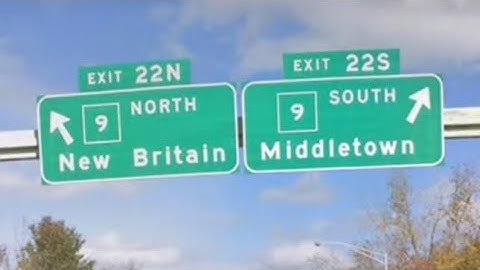 EXIT 22N
9 NORTH
New Britain
EXIT 22S
9 SOUTH
Middletown